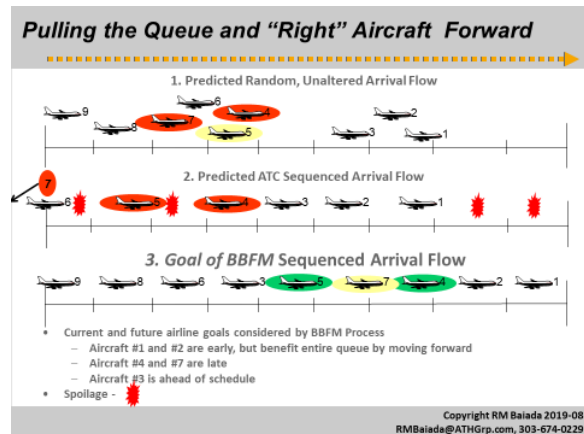 Pulling the Queue and “Right” Aircraft Forward
1. Predicted Random, Unaltered Arrival Flow
9 8 7 6 5 4 3 2 1
2. Predicted ATC Sequenced Arrival Flow
7
6 5 4 3 2 1
3. Goal of BBFM Sequenced Arrival Flow
9 8 6 3 5 7 4 2 1
• Current and future airline goals considered by BBFM Process
– Aircraft #1 and #2 are early, but benefit entire queue by moving forward
– Aircraft #4 and #7 are late
– Aircraft #3 is ahead of schedule
• Spoilage -
Copyright RM Baiada 2019-08
RMBaiada@ATHGrp.com, 303-674-0229